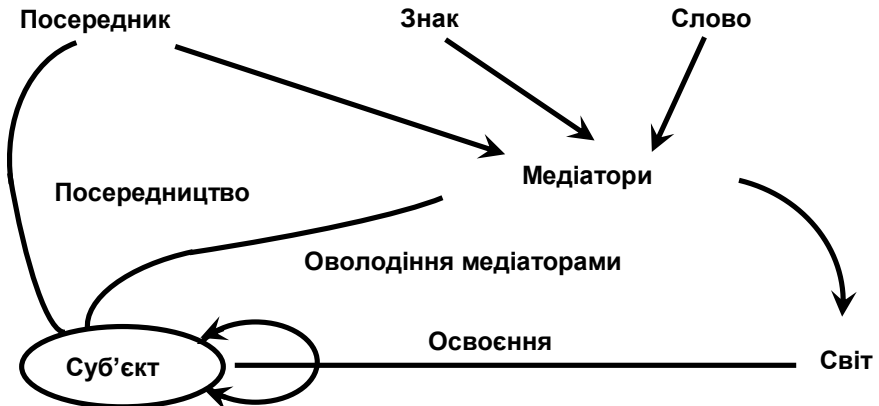 Посередник
Знак
Слово
Медіатори
Посередництво
Оволодіння медіаторами
Освоєння
Суб’єкт
Світ